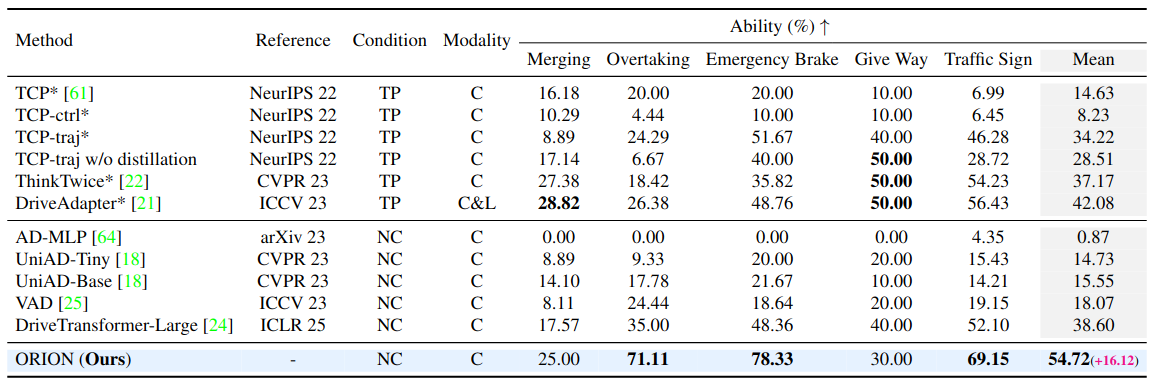 Method Reference Condition Modality Ability (%) ↑
Merging Overtaking Emergency Brake Give Way Traffic Sign Mean
TCP* [61] NeurIPS 22 TP C 16.18 20.00 20.00 10.00 6.99 14.63
TCP-ctrl* NeurIPS 22 TP C 10.29 4.44 10.00 10.00 6.45 8.23
TCP-traj* NeurIPS 22 TP C 8.89 24.29 51.67 40.00 46.28 34.22
TCP-traj w/o distillation NeurIPS 22 TP C 17.14 6.67 40.00 50.00 28.72 28.51
ThinkTwice* [22] CVPR 23 TP C 27.38 18.42 35.82 50.00 54.23 37.17
DriveAdapter* [21] ICCV 23 TP C&L 28.82 26.38 48.76 50.00 56.43 42.08
AD-MLP [64] arXiv 23 NC C 0.00 0.00 0.00 0.00 4.35 0.87
UniAD-Tiny [18] CVPR 23 NC C 8.89 9.33 20.00 20.00 15.43 14.73
UniAD-Base [18] CVPR 23 NC C 14.10 17.78 21.67 10.00 14.21 15.55
VAD [25] ICCV 23 NC C 8.11 24.44 18.64 20.00 19.15 18.07
DriveTransformer-Large [24] ICLR 25 NC C 17.57 35.00 48.36 40.00 52.10 38.60
ORION (Ours) - NC C 25.00 71.11 78.33 30.00 69.15 54.72(+16.12)